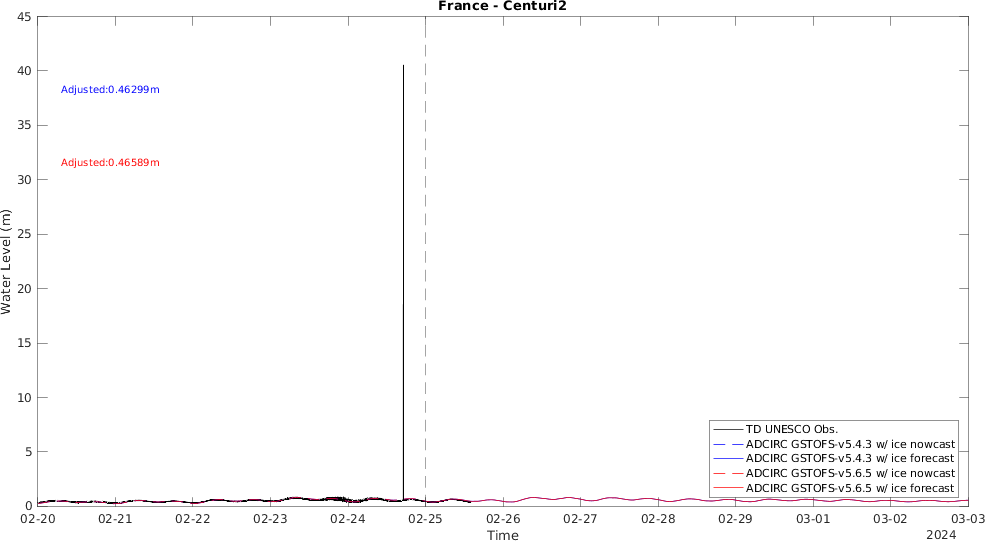 France - Centuri2
45
40
35
30
25
20
15
10
5
0
Water Level (m)
Adjusted:0.46299m
Adjusted:0.46589m
TD UNESCO Obs.
ADCIRC GSTOFS-v5.4.3 w/ ice nowcast
ADCIRC GSTOFS-v5.4.3 w/ ice forecast
ADCIRC GSTOFS-v5.6.5 w/ ice nowcast
ADCIRC GSTOFS-v5.6.5 w/ ice forecast
02-20 02-21 02-22 02-23 02-24 02-25 02-26 02-27 02-28 02-29 03-01 03-02 03-03
Time
2024